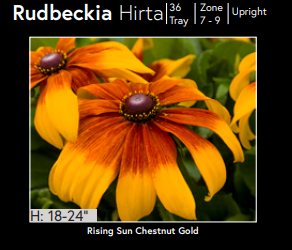 Rudbeckia Hirta
36 Tray
Zone 7 - 9
Upright
H: 18-24"
Rising Sun Chestnut Gold